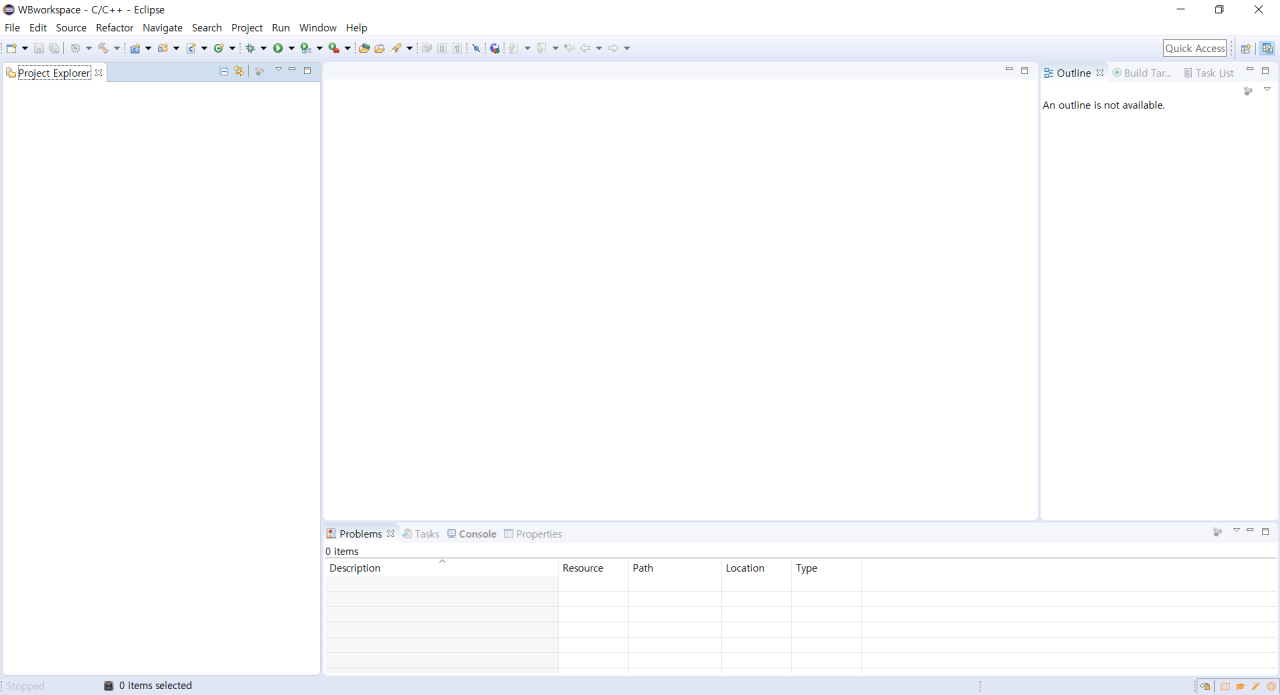 WBworkspace - C/C++ - Eclipse
File Edit Source Refactor Navigate Search Project Run Window Help
Quick Access
Project Explorer
Outline Build Tar... Task List
An outline is not available.
Problems Tasks Console Properties
0 items
Description Resource Path Location Type
Stopped 0 items selected